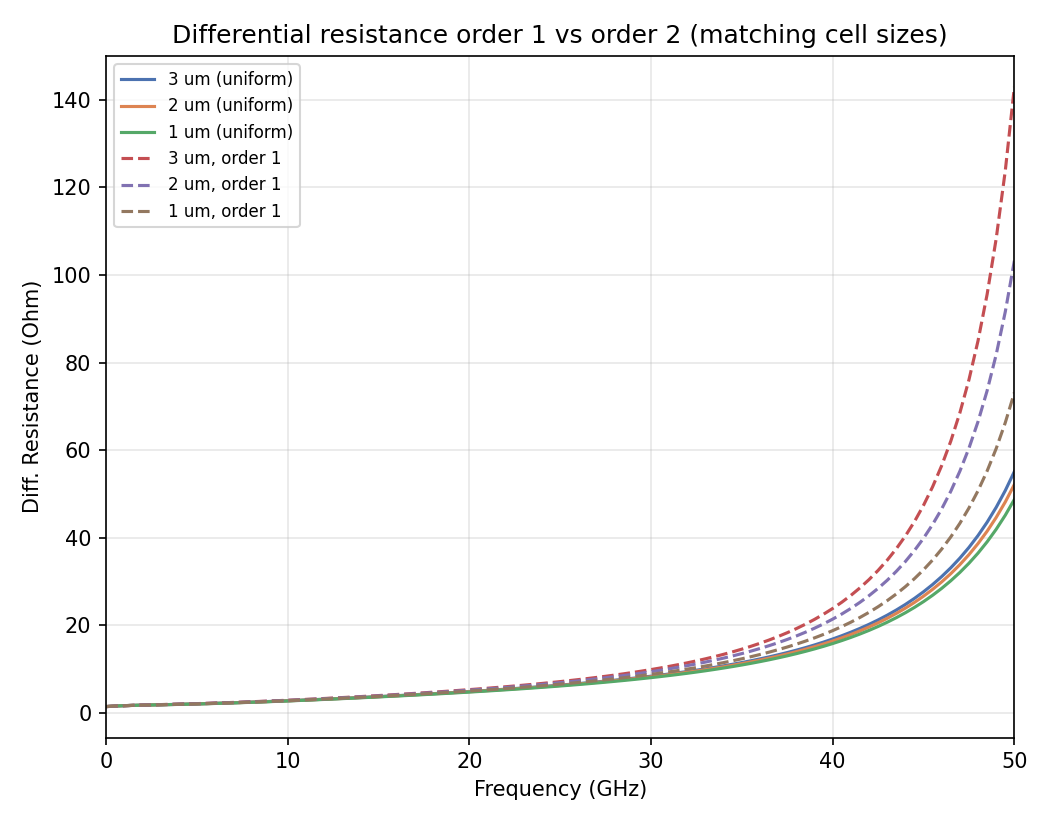 Differential resistance order 1 vs order 2 (matching cell sizes)
3 um (uniform)
2 um (uniform)
1 um (uniform)
3 um, order 1
2 um, order 1
1 um, order 1
Diff. Resistance (Ohm)
140
120
100
80
60
40
20
0
0 10 20 30 40 50
Frequency (GHz)